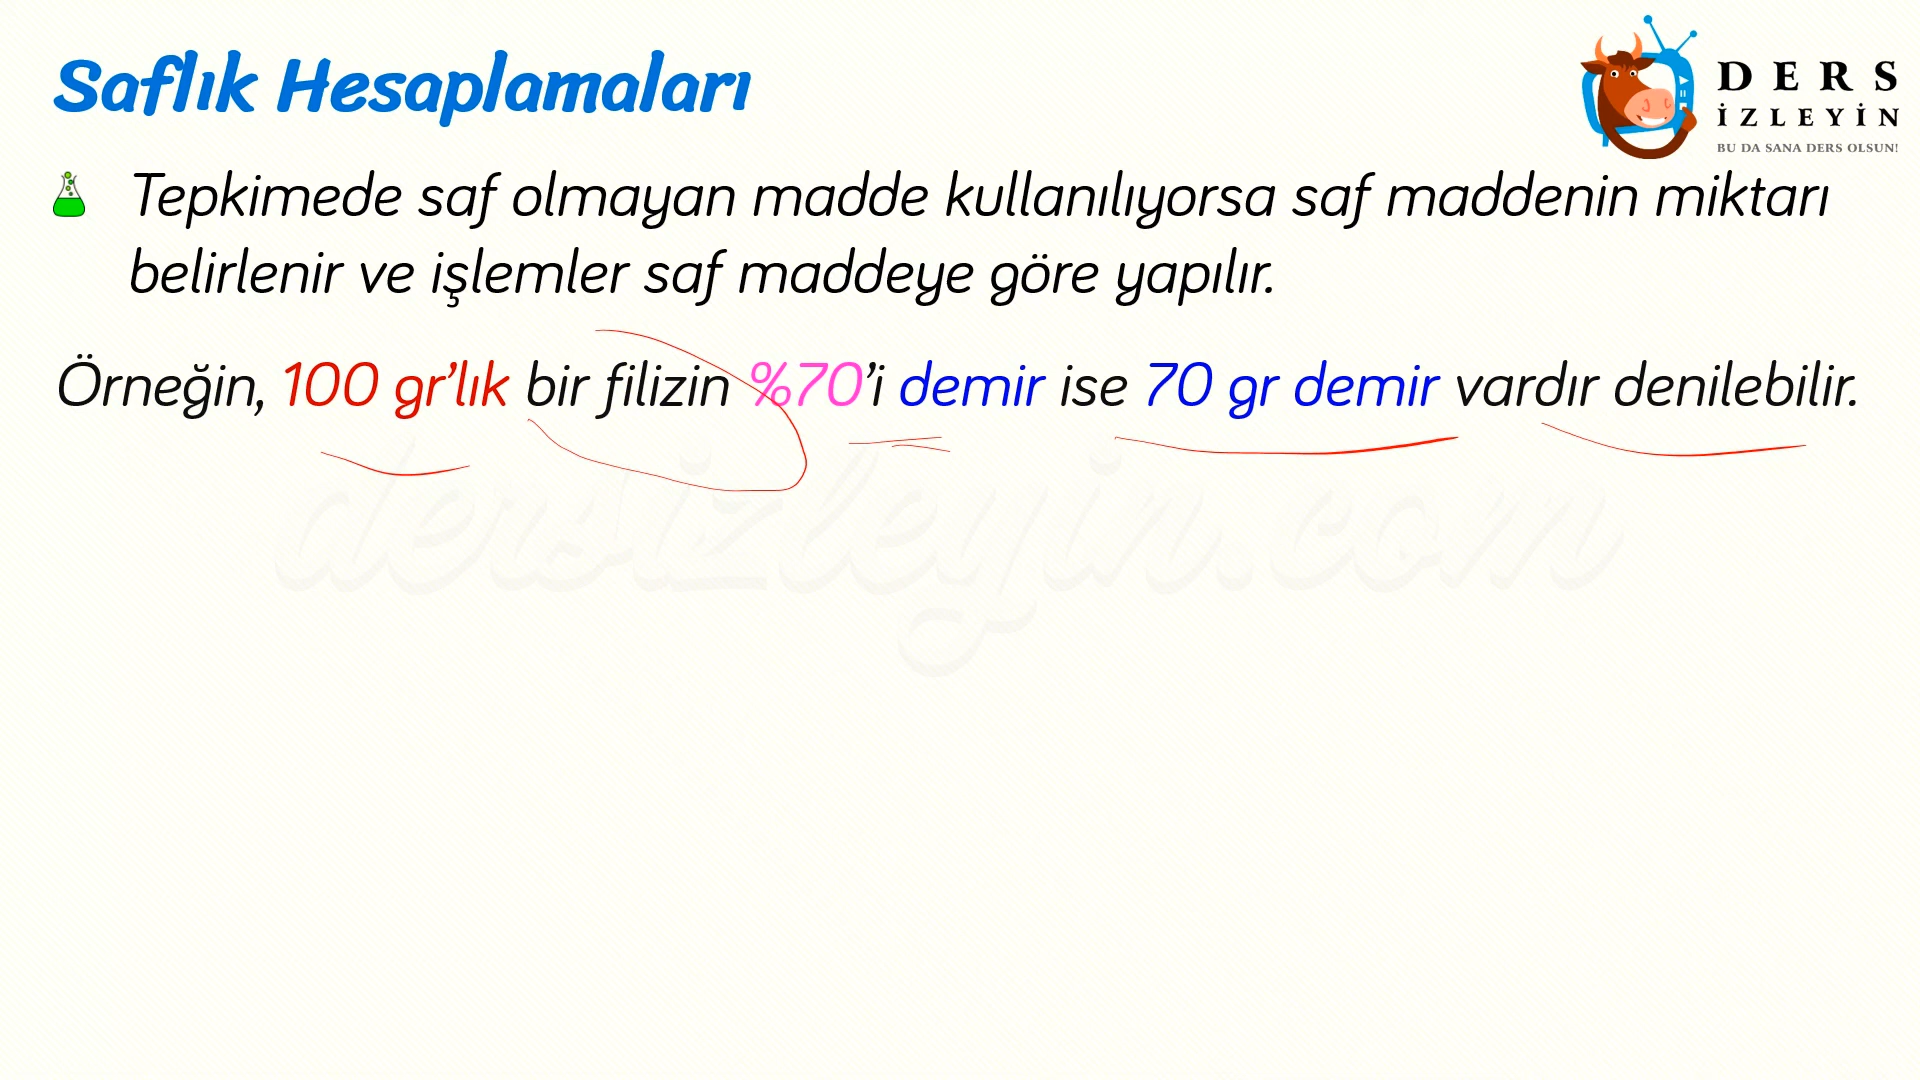 Saflık Hesaplamaları
DERS
İZLEYİN
BU DA SANA DERS OLSUN!
Tepkimede saf olmayan madde kullanılıyorsa saf maddenin miktarı
belirlenir ve işlemler saf maddeye göre yapılır.
Örneğin, 100 gr’lık bir filizin %70’i demir ise 70 gr demir vardır denilebilir.
dersizleyin.com